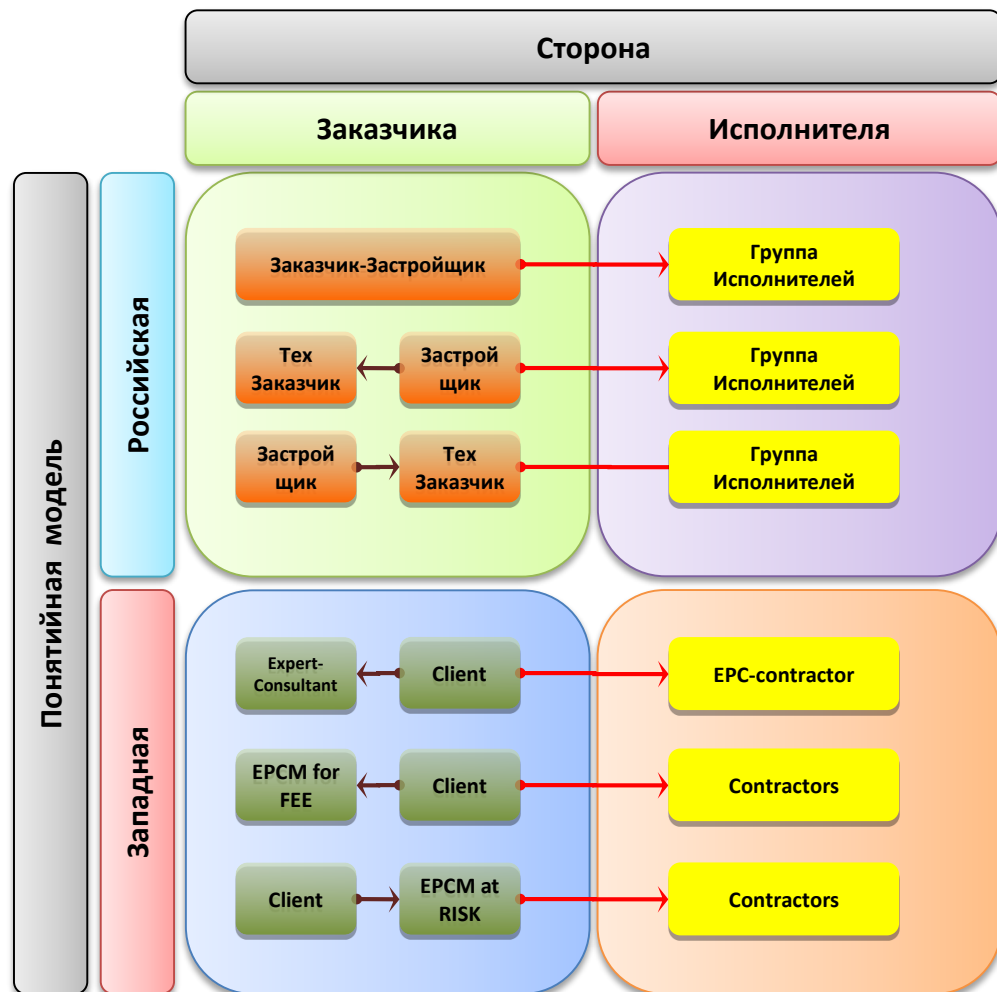 Сторона
Заказчика
Исполнителя
Понятийная модель
Российская
Заказчик-Застройщик
Группа
Исполнителей
Тех
Заказчик
Застрой
щик
Группа
Исполнителей
Застрой
щик
Тех
Заказчик
Группа
Исполнителей
Западная
Expert-
Consultant
Client
EPC-contractor
EPCM for
FEE
Client
Contractors
Client
EPCM at
RISK
Contractors